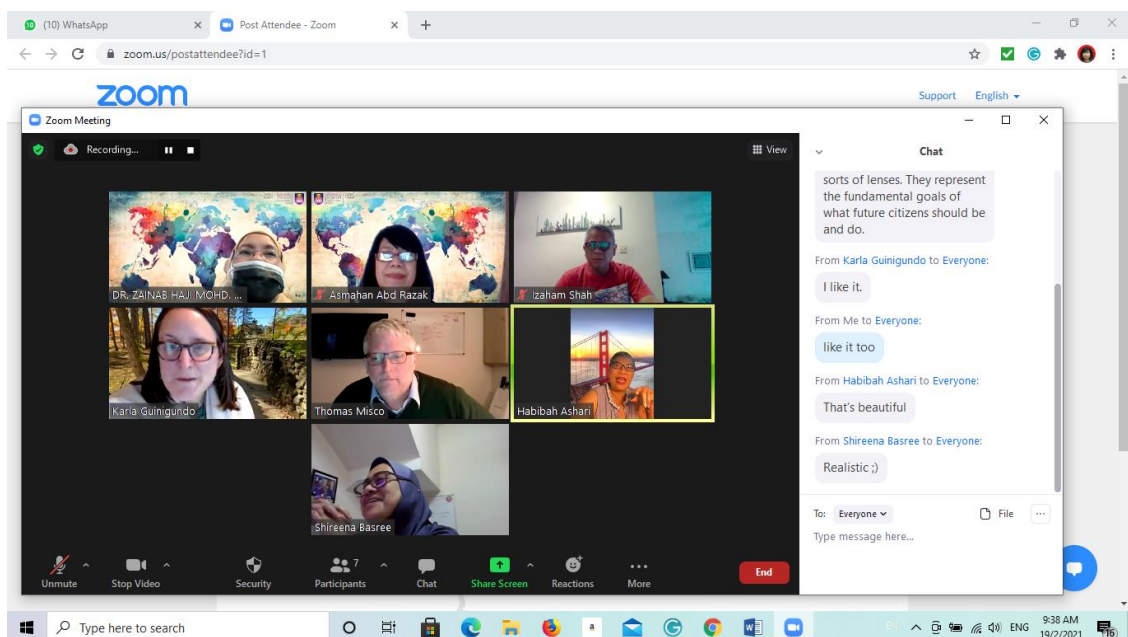 (10) WhatsApp
Post Attendee - Zoom
zoom.us/postattendee?id=1
zoom
Support English
Zoom Meeting
Recording...
View
DR. ZAINAB HAJI MOHD. ...
Asmahan Abd Razak
Izaham Shah
Karla Guinigundo
Thomas Misco
Habibah Ashari
Shireena Basree
Unmute
Stop Video
Security
Participants
7
Chat
Share Screen
Reactions
More
End
Chat
sorts of lenses. They represent
the fundamental goals of
what future citizens should be
and do.
From Karla Guinigundo to Everyone:
I like it.
From Me to Everyone:
like it too
From Habibah Ashari to Everyone:
That's beautiful
From Shireena Basree to Everyone:
Realistic ;)
To: Everyone
File
Type message here...
Type here to search
ENG
9:38 AM
19/2/2021
16